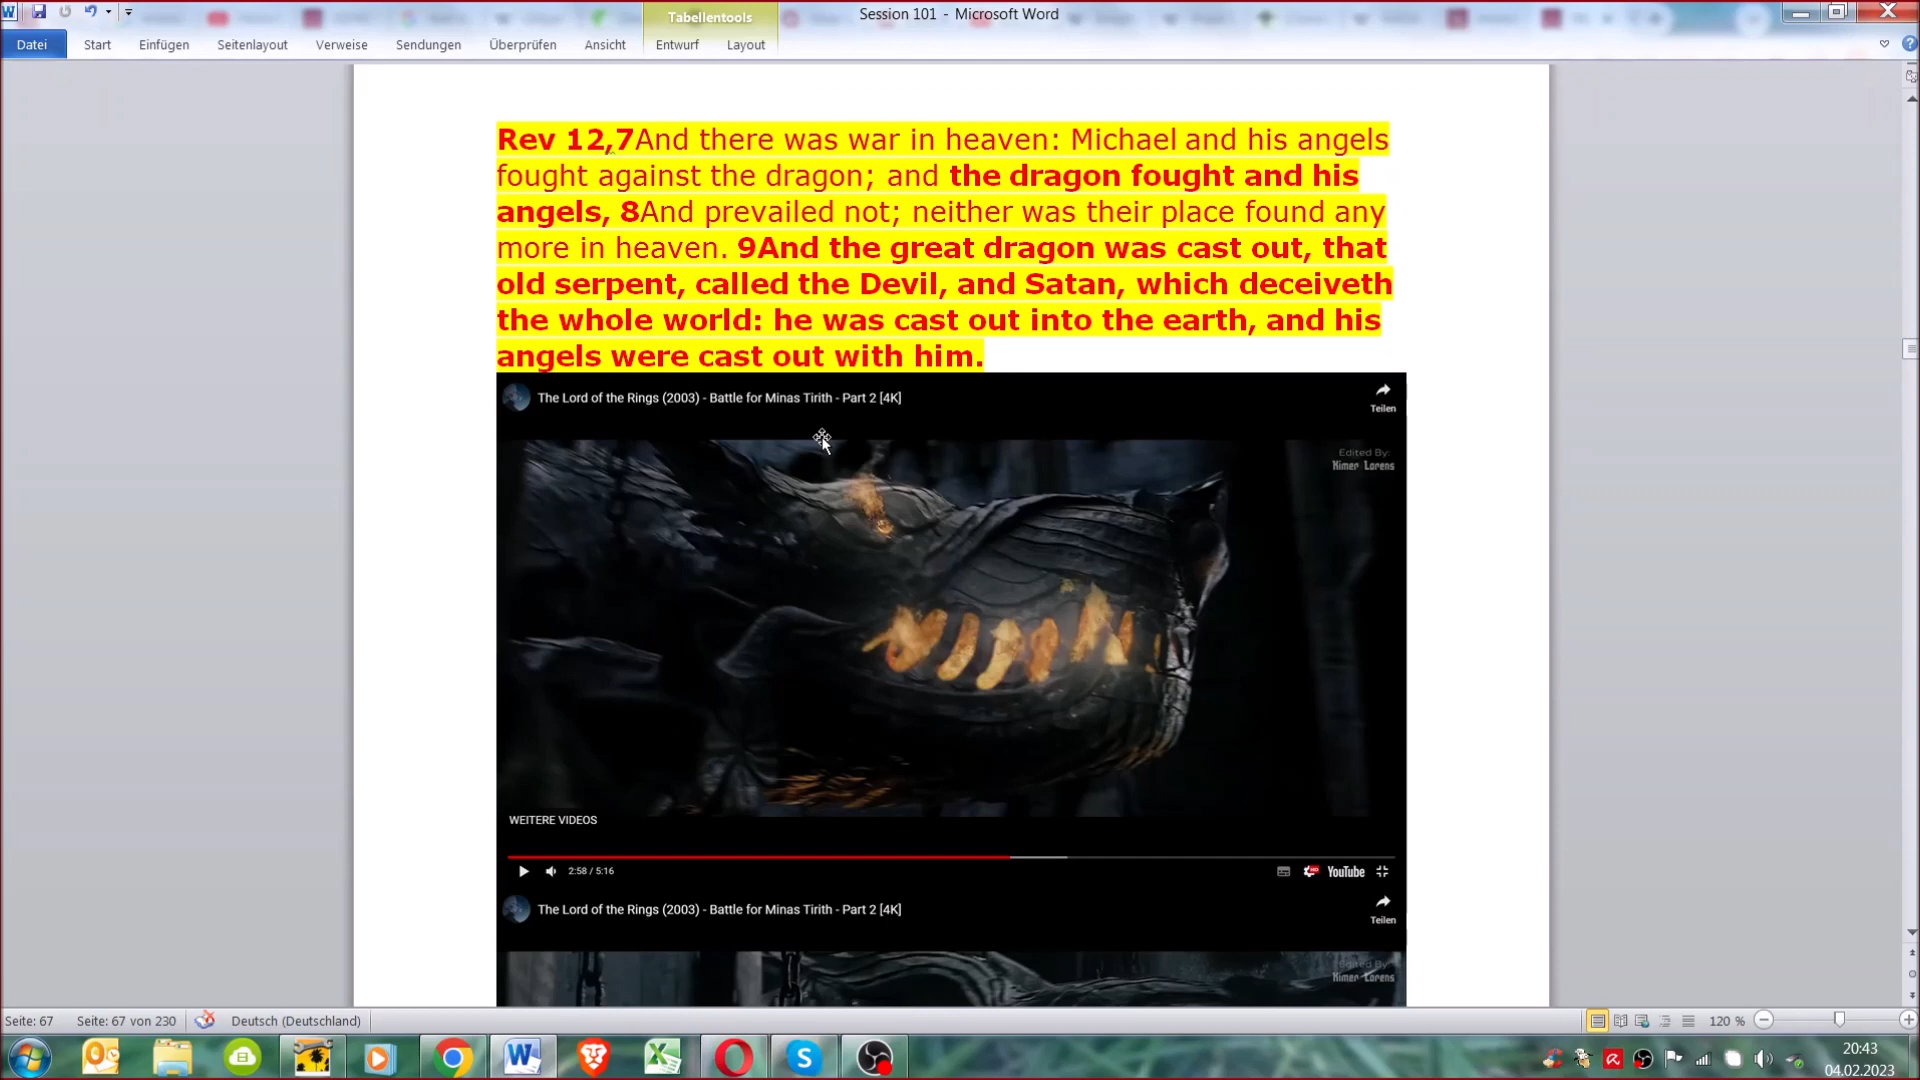 Tabellentools
Session 101 - Microsoft Word
Datei Start Einfügen Seitenlayout Verweise Sendungen Überprüfen Ansicht Entwurf Layout
Rev 12,7And there was war in heaven: Michael and his angels
fought against the dragon; and the dragon fought and his
angels, 8And prevailed not; neither was their place found any
more in heaven. 9And the great dragon was cast out, that
old serpent, called the Devil, and Satan, which deceiveth
the whole world: he was cast out into the earth, and his
angels were cast out with him.
The Lord of the Rings (2003) - Battle for Minas Tirith - Part 2 [4K]
Teilen
Edited By:
Kimer Lorens
WEITERE VIDEOS
2:58 / 5:16
YouTube
The Lord of the Rings (2003) - Battle for Minas Tirith - Part 2 [4K]
Teilen
Edited By:
Kimer Lorens
Seite: 67 Seite: 67 von 230 Deutsch (Deutschland) 120 %
20:43
04.02.2023